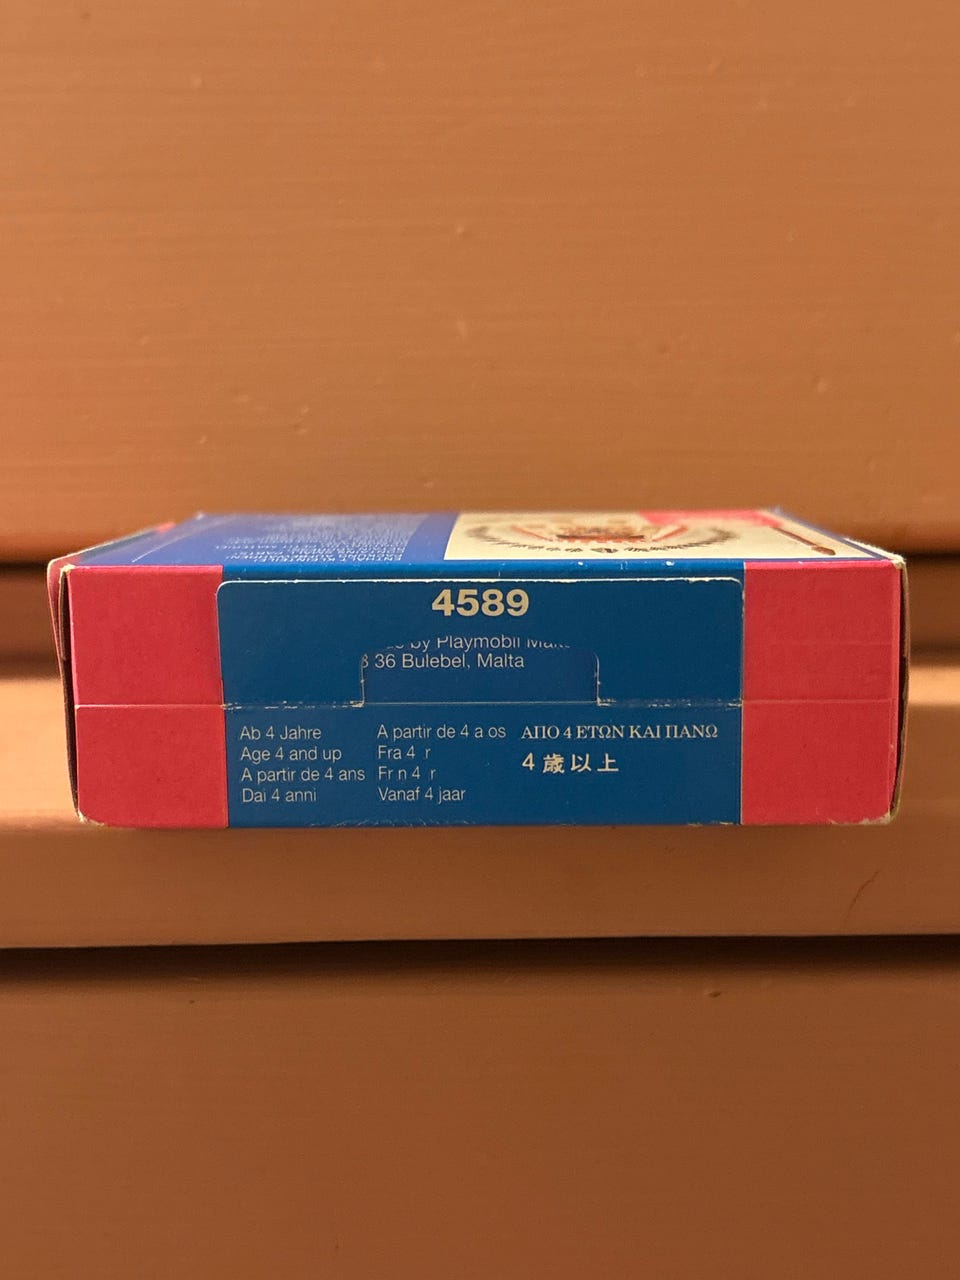 4589
by Playmobil
36 Bulebel, Malta
Ab 4 Jahre
Age 4 and up
A partir de 4 ans
Dai 4 anni
A partir de 4 a os
Fra 4 r
Fr n 4 r
Vanaf 4 jaar
ΑΠΟ 4 ΕΤΩΝ ΚΑΙ ΠΑΝΩ
4歳以上